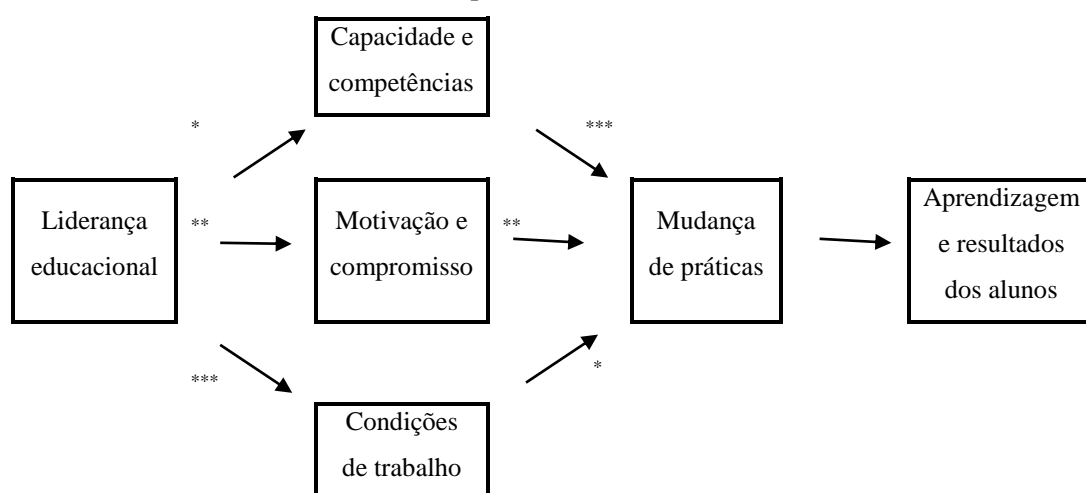 Capacidade e
competências
*
***
Liderança
educacional
**
Motivação e
compromisso
**
Mudança
de práticas
Aprendizagem
e resultados
dos alunos
***
*
Condições
de trabalho